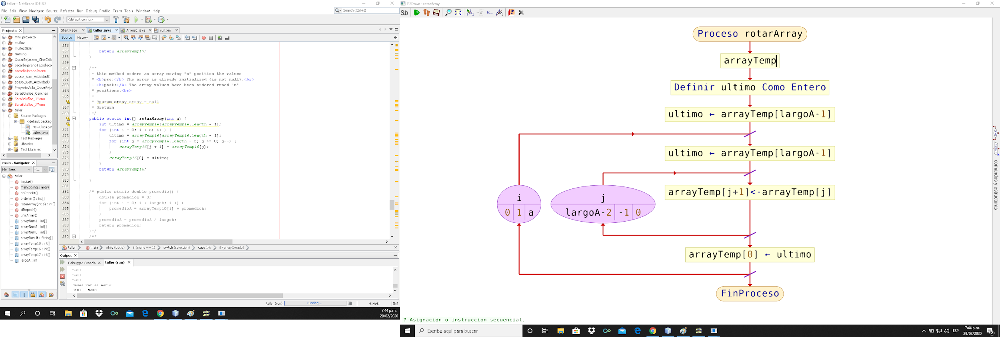 taller - NetBeans IDE 8.2
File Edit View Navigate Source Refactor Run Debug Profile Team Tools Window Help
Search (Ctrl+I)
<default config>
Projects
mini_proyecto
muñoz
muñozSlider
Nomiina
OscarBejarano_CineCalip
oscarbejarano11Zodiaco
oscarBejaranoJmenu
posso_juan_Actividad2
posso_juan_Actividad3
ProyectoAula_OscarBeja
SaraBolaños_Canchas
SaraBolaños_JMenu
SaraBolaños_JMenu
taller
Source Packages
<default packag
NewClass.jav
taller.java
Test Packages
Libraries
Test Libraries
main - Navigator
Members
<...
taller
limpiar()
main(String[] args)
noRepetir()
ordenar() : int[]
rotarArray(int a) : int[]
siRepetir()
unirArray()
arrayNum1 : int[]
arrayNum2 : int[]
arrayNum3 : int[]
arrayResult : String[]
arrayTemp10 : int[]
arrayTemp16 : int[]
arrayTemp17 : int[]
largoA : int
Start Page taller.java Arreglo.java run.xml
Source History
556
557 return arrayTemp17;
558 }
559
560 /**
561 * this method orders an array moving "n" position the values
562 * <b>pre:</b> The array is already initialized (is not null).<br>
563 * <b>post:</b> The array values have been ordered runed "n"
564 * positions.<br>
565 *
* @param array array!= null
567 * @return
568 */
public static int[] rotarArray(int a) {
int ultimo = arrayTemp16[arrayTemp16.length - 1];
571 for (int i = 0; i < a; i++) {
572 ultimo = arrayTemp16[arrayTemp16.length - 1];
573 for (int j = arrayTemp16.length - 2; j >= 0; j--) {
574 arrayTemp16[j + 1] = arrayTemp16[j];
575 }
576 arrayTemp16[0] = ultimo;
577 }
578 return arrayTemp16;
579
580 }
581
582 /* public static double promedio() {
583 double promedioA = 0;
584 for (int i = 0; i < largoA; i++) {
585 promedioA = arrayTemp10[i] + promedioA;
586 }
587 promedioA = promedioA / largoA;
588 return promedioA;
589 }*/
590 /**
taller main while (bucle) if (menu == 1) switch (seleccion) case 14: if (arrayCreado)
Output
Debugger Console taller (run)
null
null
null
desea ver el menu?
Si=1 No=0
taller (run) running... 414:41 INS
7:44 p.m.
29/02/2020
PSDraw - rotarArray
Sub
Proceso rotarArray
arrayTemp
Definir ultimo Como Entero
ultimo ← arrayTemp[largoA-1]
ultimo ← arrayTemp[largoA-1]
arrayTemp[j+1]<-arrayTemp[j]
i
0 1 a
j
largoA-2 -1 0
arrayTemp[0] ← ultimo
FinProceso
comandos y estructuras
? Asignación o instruccion secuencial.
Escribe aquí para buscar
ESP
7:44 p.m.
29/02/2020
2